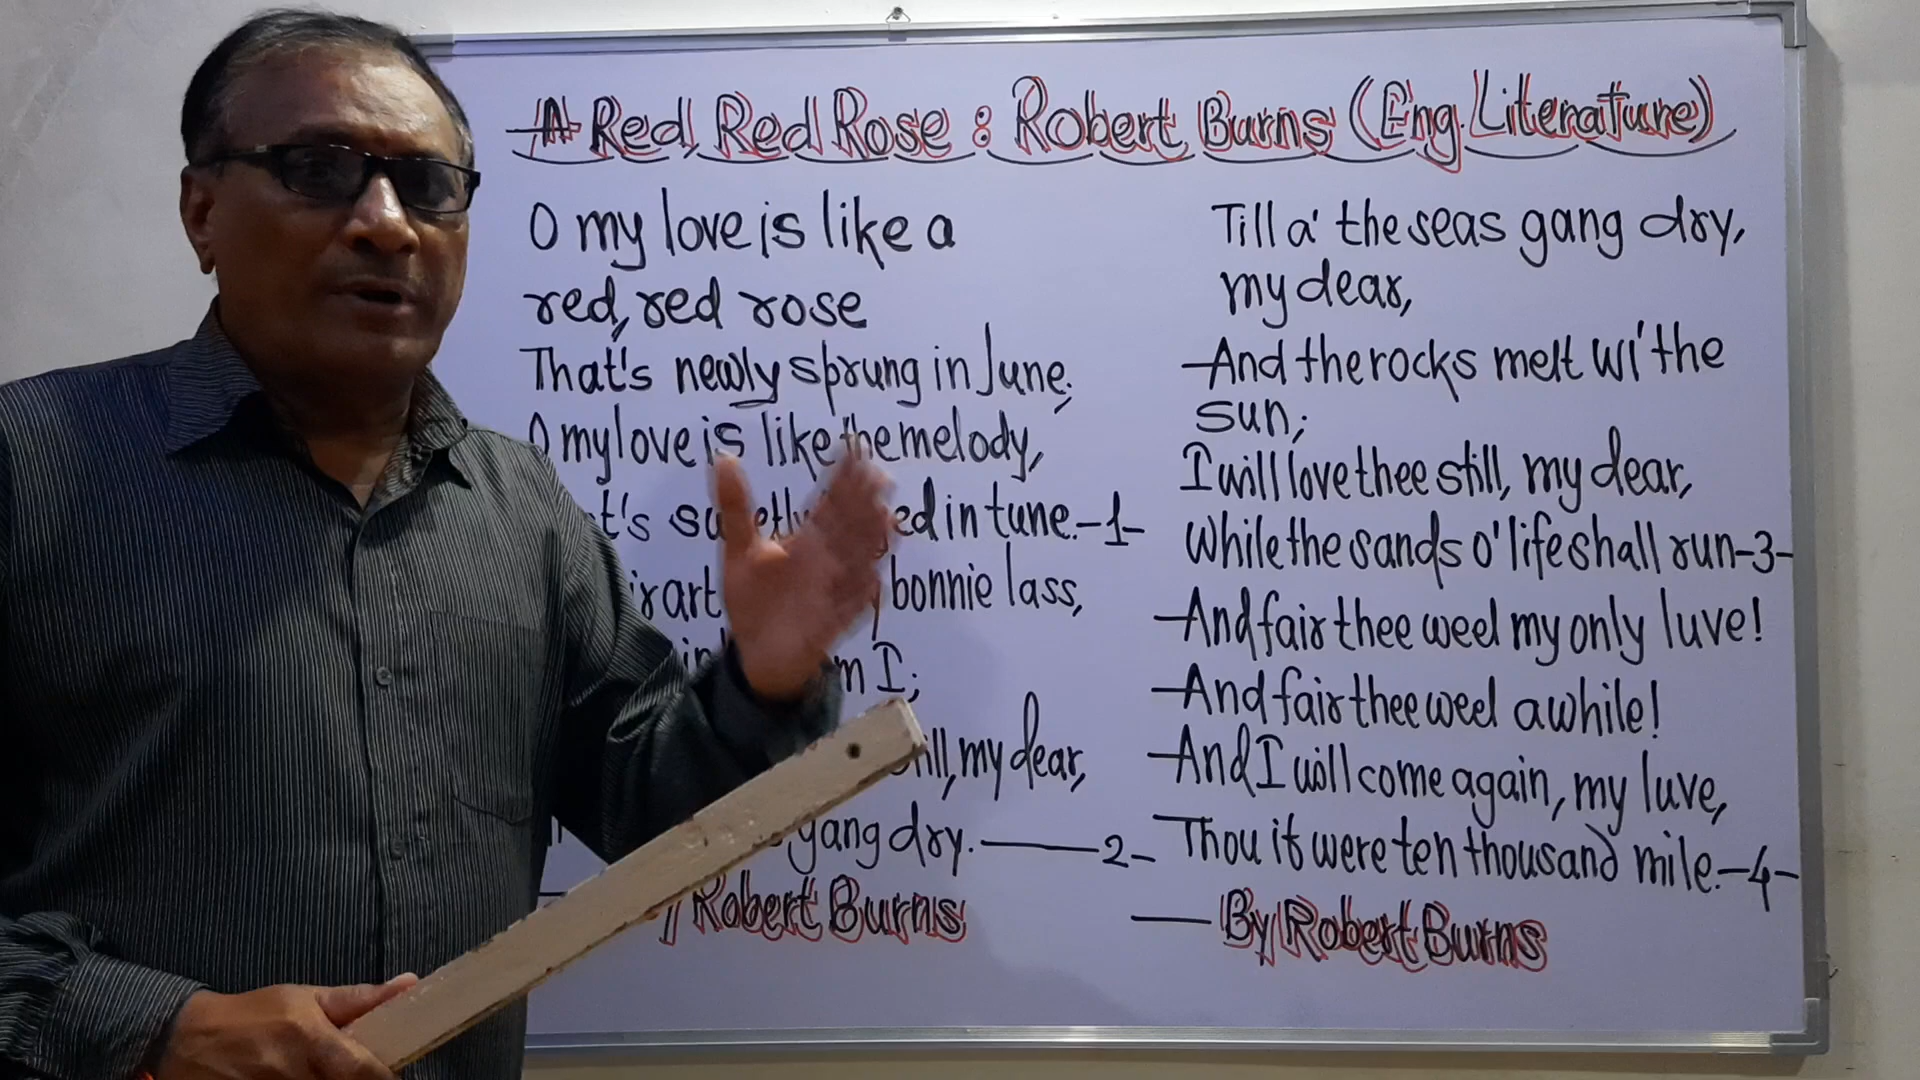 A Red, Red Rose : Robert Burns (Eng. Literature)
O my love is like a
red, red rose
That's newly sprung in June;
O my love is like the melody,
in tune.-1-
bonnie lass,
I;
my dear,
gang dry.——2-
Robert Burns
Till a' the seas gang dry,
my dear,
And the rocks melt wi' the
sun;
I will love thee still, my dear,
While the sands o' life shall run-3-
And fair thee weel my only luve!
And fair thee weel awhile!
And I will come again, my luve,
Thou it were ten thousand mile.-4-
—— By Robert Burns